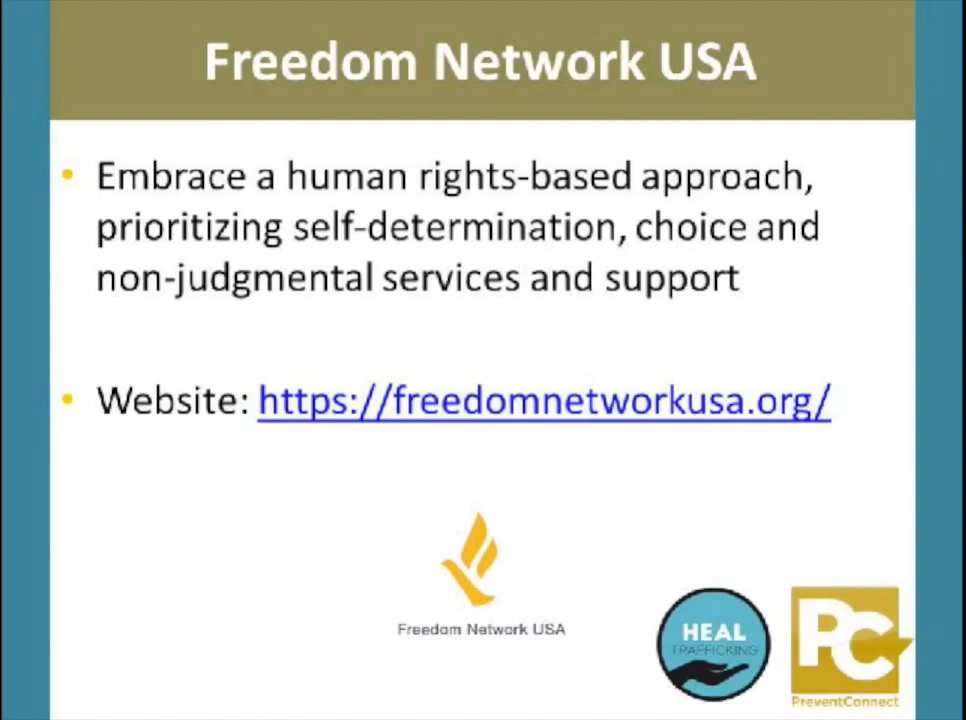 Freedom Network USA
• Embrace a human rights-based approach,
prioritizing self-determination, choice and
non-judgmental services and support
• Website: https://freedomnetworkusa.org/
Freedom Network USA
HEAL
TRAFFICKING
PC
PreventConnect